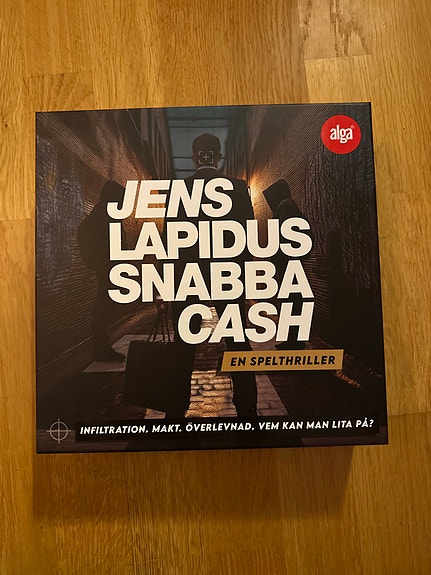 alga
JENS
LAPIDUS
SNABBA
CASH
EN SPELTHRILLER
INFILTRATION. MAKT. ÖVERLEVNAD. VEM KAN MAN LITA PÅ?